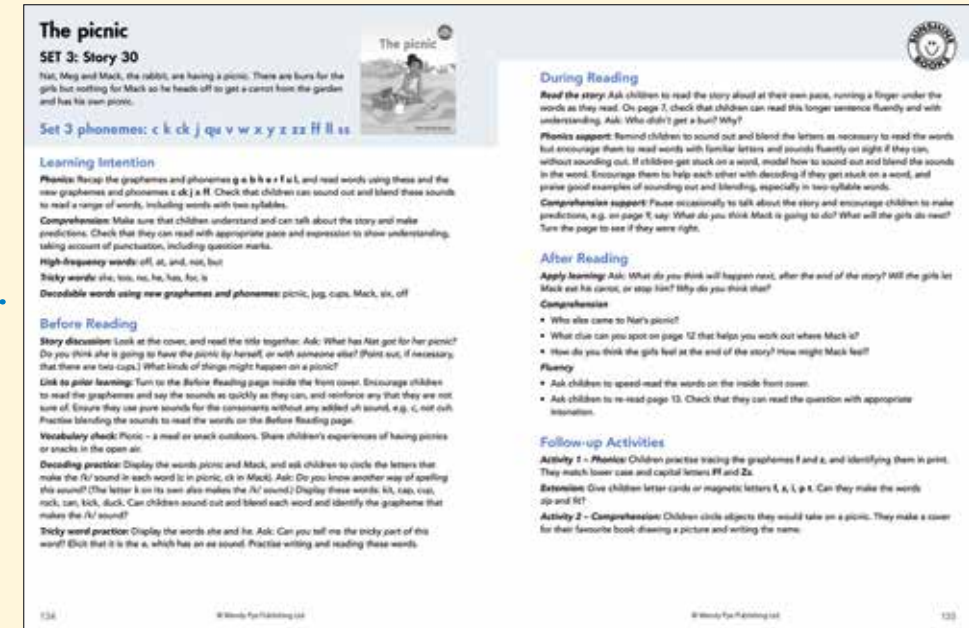 The picnic
SET 3: Story 30
Nat, Meg and Mack, the rabbit, are having a picnic. There are buns for the
girls but nothing for Mack so he heads off to get a carrot from the garden
and has his own picnic.
The picnic
Set 3 phonemes: c k ck j qu v w x y z zz ff ll ss
Learning Intention
Phonics: Recap the graphemes and phonemes g o b h e r f u l, and read words using these and the
new graphemes and phonemes c ck j x ff. Check that children can sound out and blend these sounds
to read a range of words, including words with two syllables.
Comprehension: Make sure that children understand and can talk about the story and make
predictions. Check that they can read with appropriate pace and expression to show understanding,
taking account of punctuation, including question marks.
High-frequency words: off, at, and, not, but
Tricky words: she, too, no, he, has, for, is
Decodable words using new graphemes and phonemes: picnic, jug, cups, Mack, six, off
Before Reading
Story discussion: Look at the cover, and read the title together. Ask: What has Nat got for her picnic?
Do you think she is going to have the picnic by herself, or with someone else? (Point out, if necessary,
that there are two cups.) What kinds of things might happen on a picnic?
Link to prior learning: Turn to the Before Reading page inside the front cover. Encourage children
to read the graphemes and say the sounds as quickly as they can, and reinforce any that they are not
sure of. Ensure they use pure sounds for the consonants without any added uh sound, e.g. c, not cuh.
Practise blending the sounds to read the words on the Before Reading page.
Vocabulary check: Picnic – a meal or snack outdoors. Share children's experiences of having picnics
or snacks in the open air.
Decoding practice: Display the words picnic and Mack, and ask children to circle the letters that
make the /k/ sound in each word (c in picnic, ck in Mack). Ask: Do you know another way of spelling
this sound? (The letter k on its own also makes the /k/ sound.) Display these words: kit, cap, cup,
rock, can, kick, duck. Can children sound out and blend each word and identify the grapheme that
makes the /k/ sound?
Tricky word practice: Display the words she and he. Ask: Can you tell me the tricky part of this
word? Elicit that it is the e, which has an ee sound. Practise writing and reading these words.
134
© Wendy Pye Publishing Ltd
SUNSHINE
BOOKS
During Reading
Read the story: Ask children to read the story aloud at their own pace, running a finger under the
words as they read. On page 7, check that children can read this longer sentence fluently and with
understanding. Ask: Who didn't get a bun? Why?
Phonics support: Remind children to sound out and blend the letters as necessary to read the words
but encourage them to read words with familiar letters and sounds fluently on sight if they can,
without sounding out. If children get stuck on a word, model how to sound out and blend the sounds
in the word. Encourage them to help each other with decoding if they get stuck on a word, and
praise good examples of sounding out and blending, especially in two-syllable words.
Comprehension support: Pause occasionally to talk about the story and encourage children to make
predictions, e.g. on page 9, say: What do you think Mack is going to do? What will the girls do next?
Turn the page to see if they were right.
After Reading
Apply learning: Ask: What do you think will happen next, after the end of the story? Will the girls let
Mack eat his carrot, or stop him? Why do you think that?
Comprehension
• Who else came to Nat's picnic?
• What clue can you spot on page 12 that helps you work out where Mack is?
• How do you think the girls feel at the end of the story? How might Mack feel?
Fluency
• Ask children to speed-read the words on the inside front cover.
• Ask children to re-read page 13. Check that they can read the question with appropriate
intonation.
Follow-up Activities
Activity 1 – Phonics: Children practise tracing the graphemes f and z, and identifying them in print.
They match lower case and capital letters Ff and Zz.
Extension: Give children letter cards or magnetic letters f, z, i, p t. Can they make the words
zip and fit?
Activity 2 – Comprehension: Children circle objects they would take on a picnic. They make a cover
for their favourite book drawing a picture and writing the name.
© Wendy Pye Publishing Ltd
135